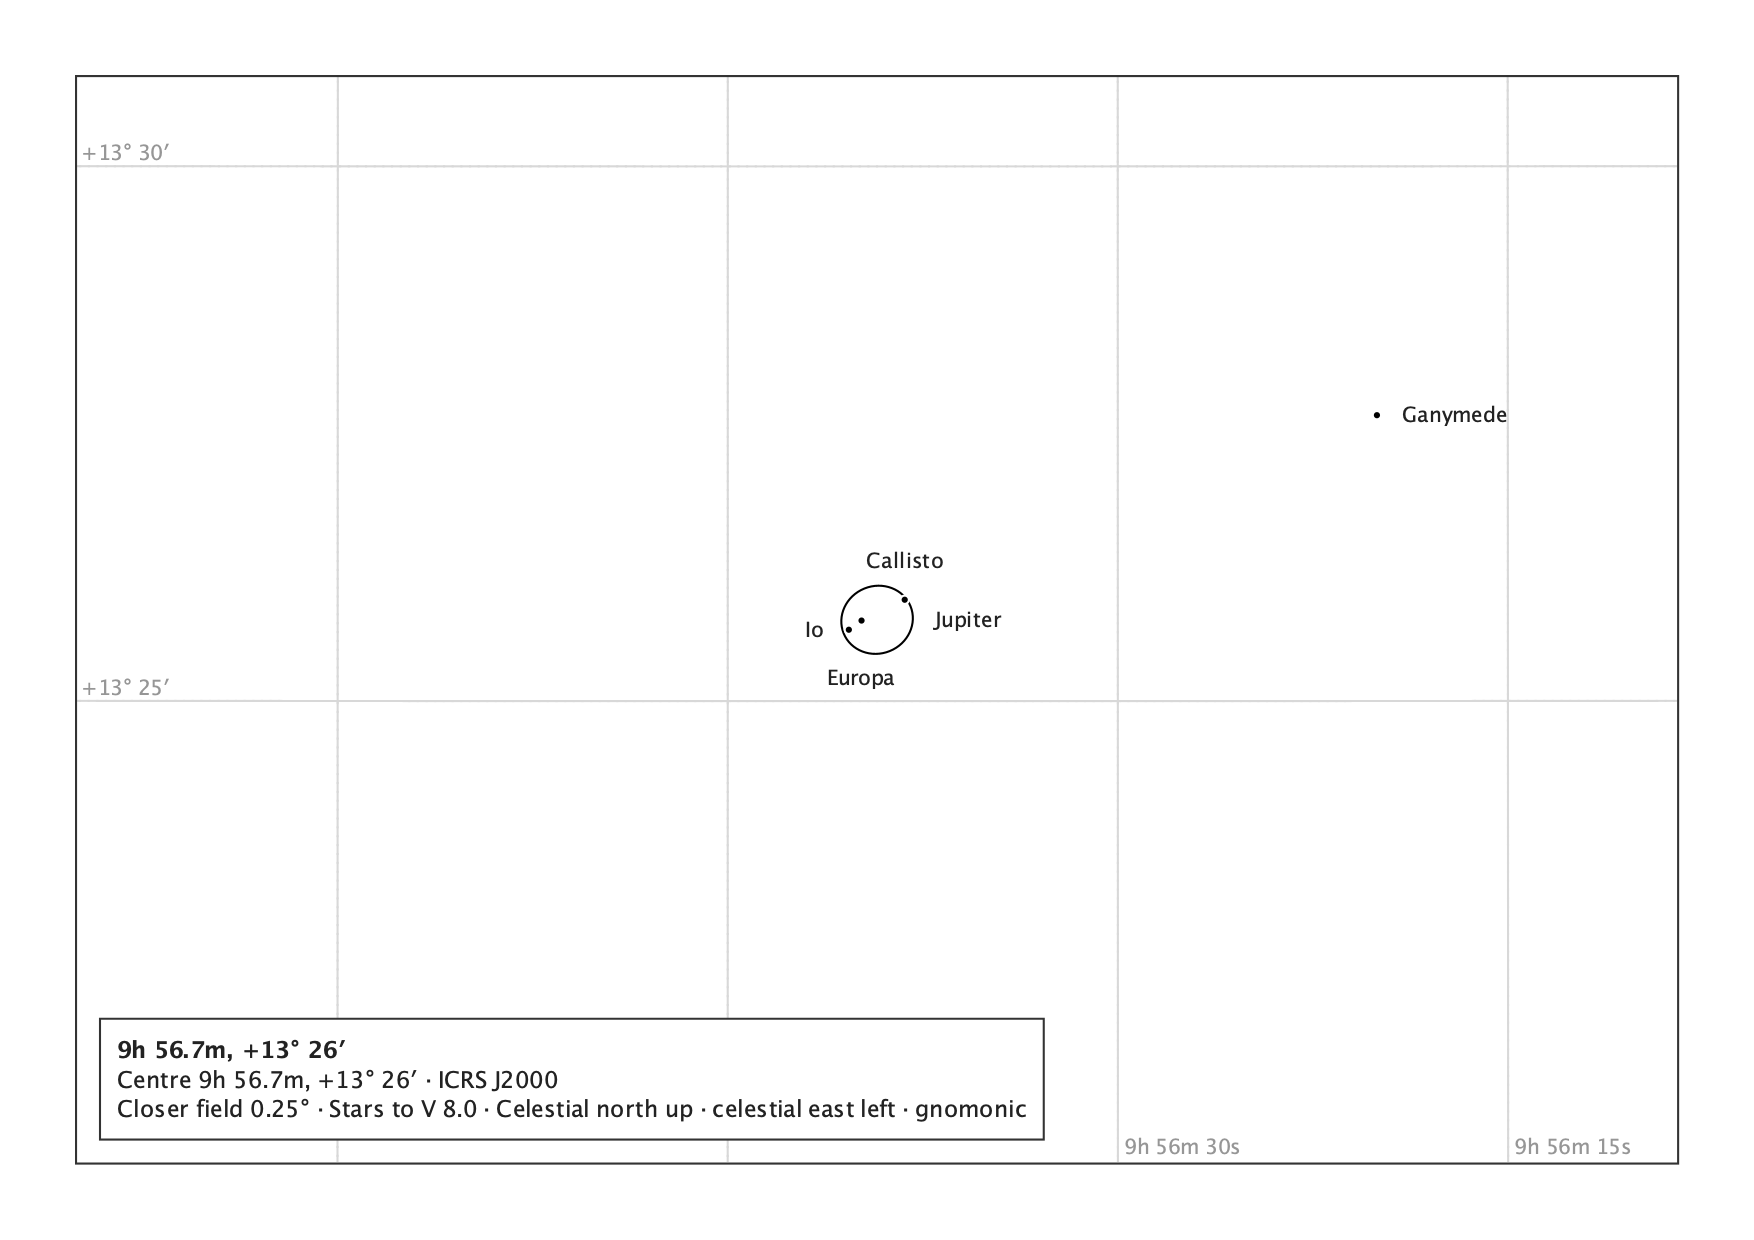 +13° 30′
Ganymede
Callisto
Jupiter
Io
Europa
+13° 25′
9h 56.7m, +13° 26′
Centre 9h 56.7m, +13° 26′ · ICRS J2000
Closer field 0.25° · Stars to V 8.0 · Celestial north up · celestial east left · gnomonic
9h 56m 30s
9h 56m 15s